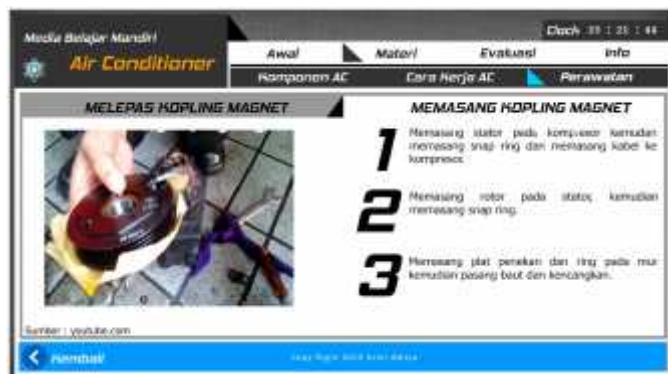 Media Belajar Mandiri
Air Conditioner
Clock
Awal Materi Evaluasi Info
Komponen AC Cara Kerja AC Perawatan
MELEPAS KOPLING MAGNET
MEMASANG KOPLING MAGNET
1
Memasang stator pada kompresor kemudian
memasang snap ring dan memasang kabel ke
kompresor.
2
Memasang rotor pada stator, kemudian
memasang snap ring.
3
Memasang plat penekan dan ring pada mur
kemudian pasang baut dan kencangkan.
Sumber : youtube.com
Kembali